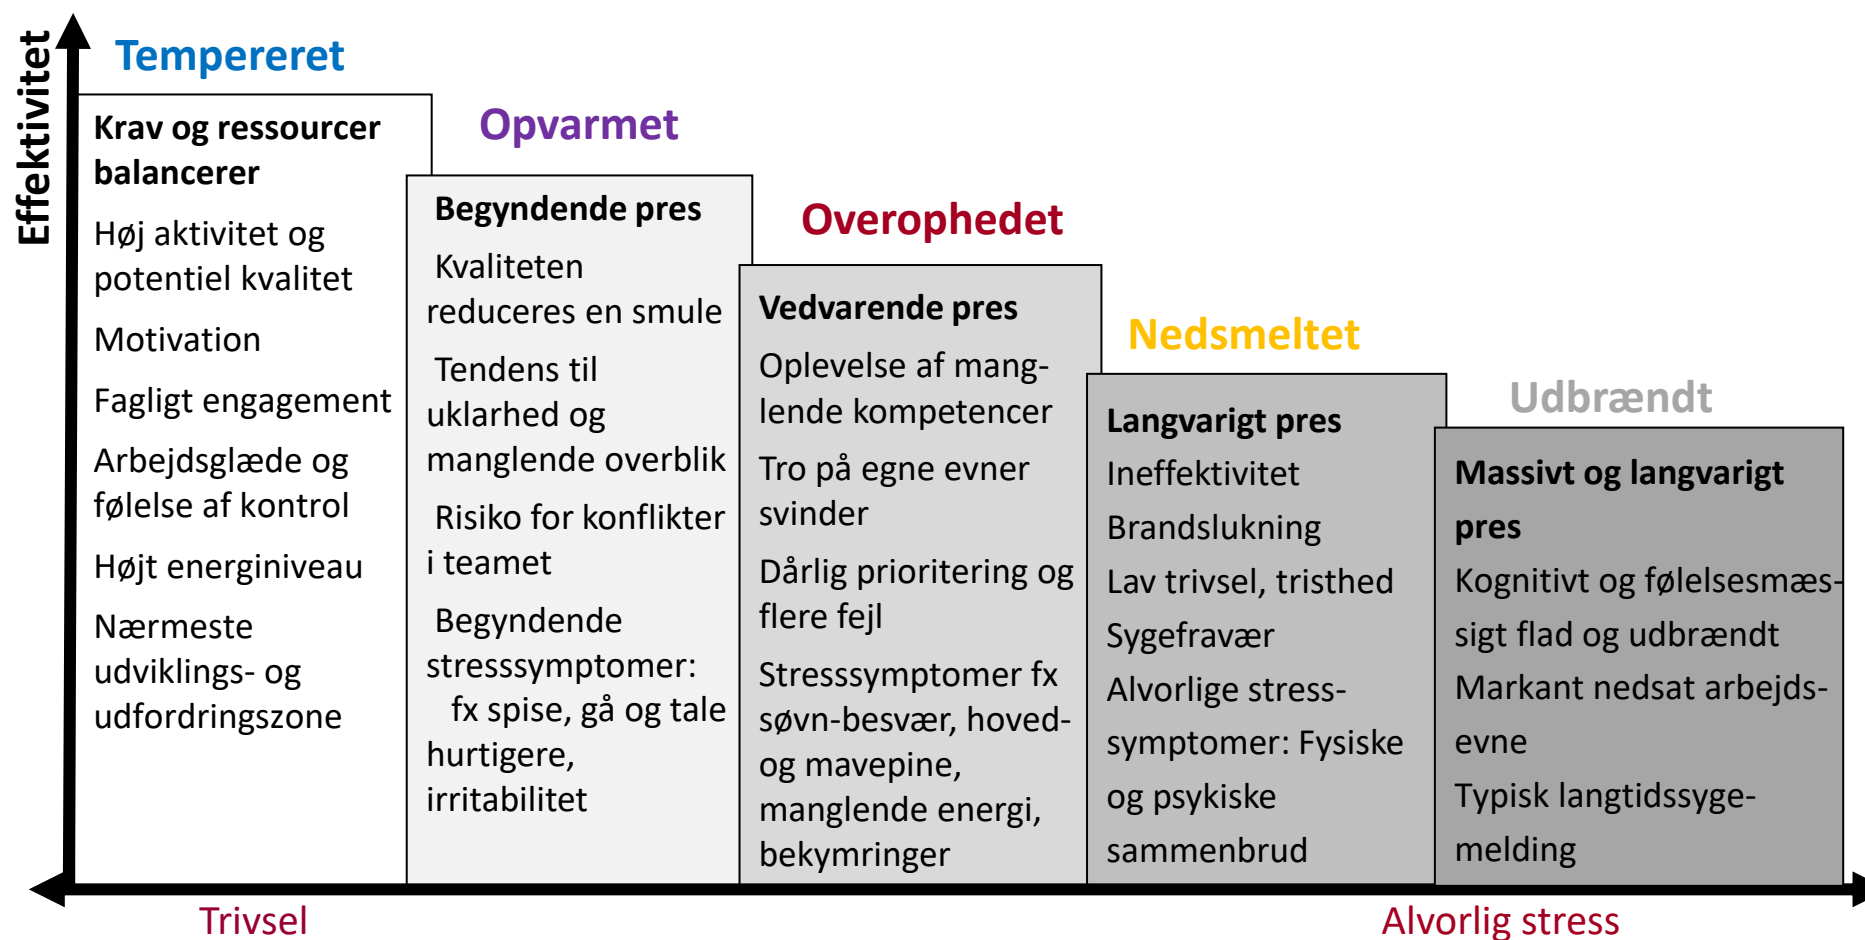 Effektivitet
Tempereret
Krav og ressourcer
balancerer
Høj aktivitet og
potentiel kvalitet
Motivation
Fagligt engagement
Arbejdsglæde og
følelse af kontrol
Højt energiniveau
Nærmeste
udviklings- og
udfordringszone
Opvarmet
Begyndende pres
Kvaliteten
reduceres en smule
Tendens til
uklarhed og
manglende overblik
Risiko for konflikter
i teamet
Begyndende
stresssymptomer:
fx spise, gå og tale
hurtigere,
irritabilitet
Overophedet
Vedvarende pres
Oplevelse af mang-
lende kompetencer
Tro på egne evner
svinder
Dårlig prioritering og
flere fejl
Stresssymptomer fx
søvn-besvær, hoved-
og mavepine,
manglende energi,
bekymringer
Nedsmeltet
Langvarigt pres
Ineffektivitet
Brandslukning
Lav trivsel, tristhed
Sygefravær
Alvorlige stress-
symptomer: Fysiske
og psykiske
sammenbrud
Udbrændt
Massivt og langvarigt
pres
Kognitivt og følelsesmæs-
sigt flad og udbrændt
Markant nedsat arbejds-
evne
Typisk langtidssyge-
melding
Trivsel
Alvorlig stress